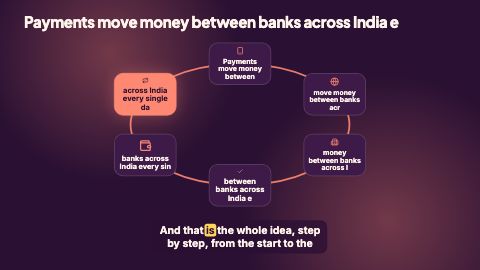 Payments move money between banks across India e
Payments
move money
between
move money
between banks
acr
money
between banks
across I
between
banks across
India e
banks across
India every sin
across India
every single
da
And that is the whole idea, step
by step, from the start to the